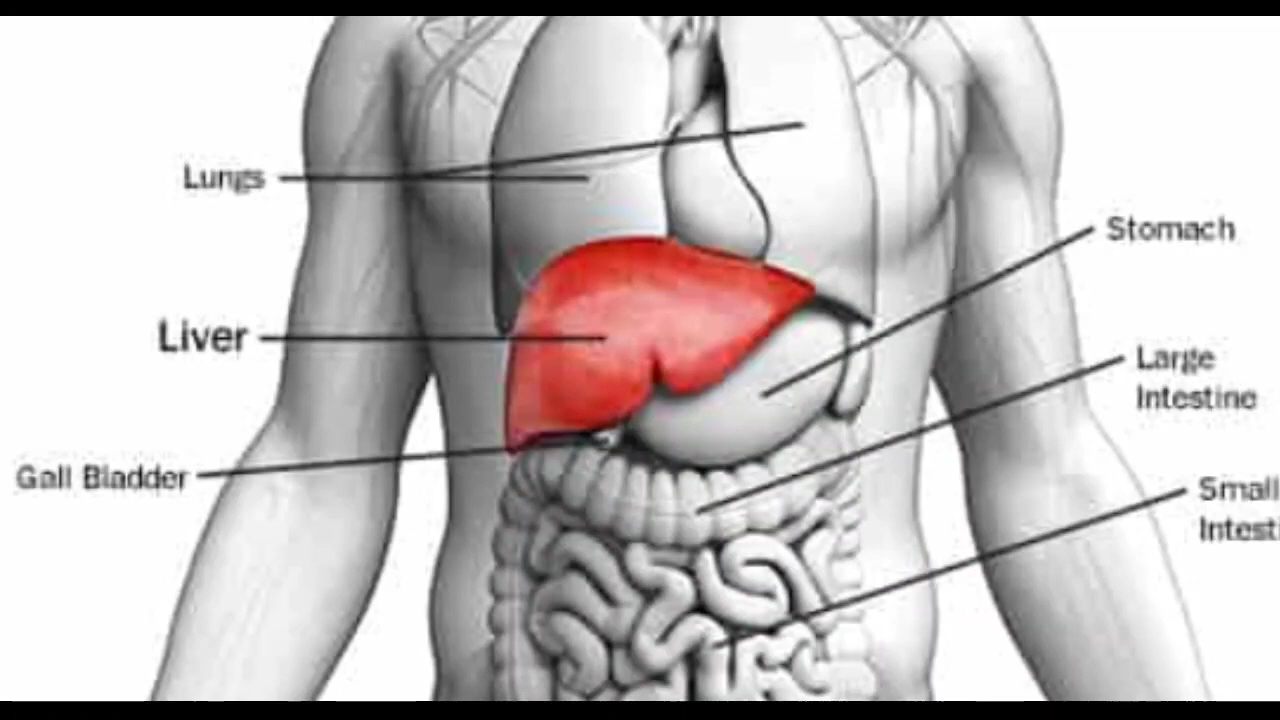 Lungs
Stomach
Liver
Large
Intestine
Gall Bladder
Small
Intesti